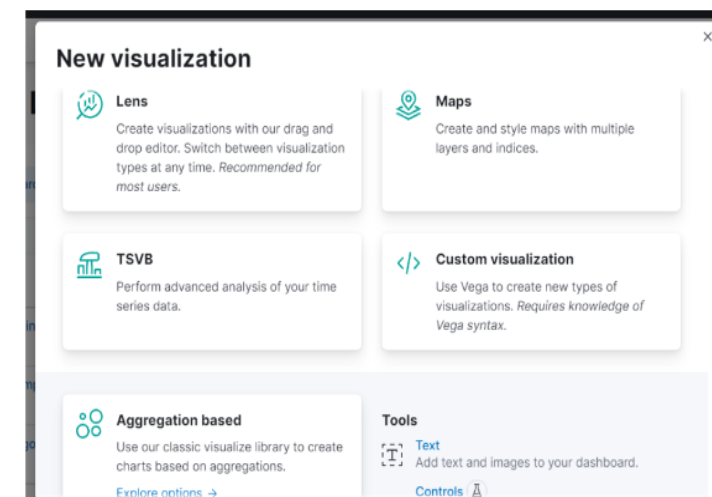 New visualization
Lens
Create visualizations with our drag and
drop editor. Switch between visualization
types at any time. Recommended for
most users.
Maps
Create and style maps with multiple
layers and indices.
TSVB
Perform advanced analysis of your time
series data.
Custom visualization
Use Vega to create new types of
visualizations. Requires knowledge of
Vega syntax.
Aggregation based
Use our classic visualize library to create
charts based on aggregations.
Explore options →
Tools
Text
Add text and images to your dashboard.
Controls